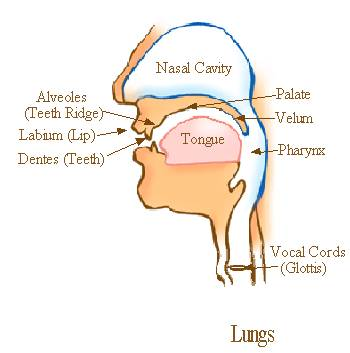 Nasal Cavity
Alveoles
(Teeth Ridge)
Labium (Lip)
Dentes (Teeth)
Tongue
Palate
Velum
Pharynx
Vocal Cords
(Glottis)
Lungs